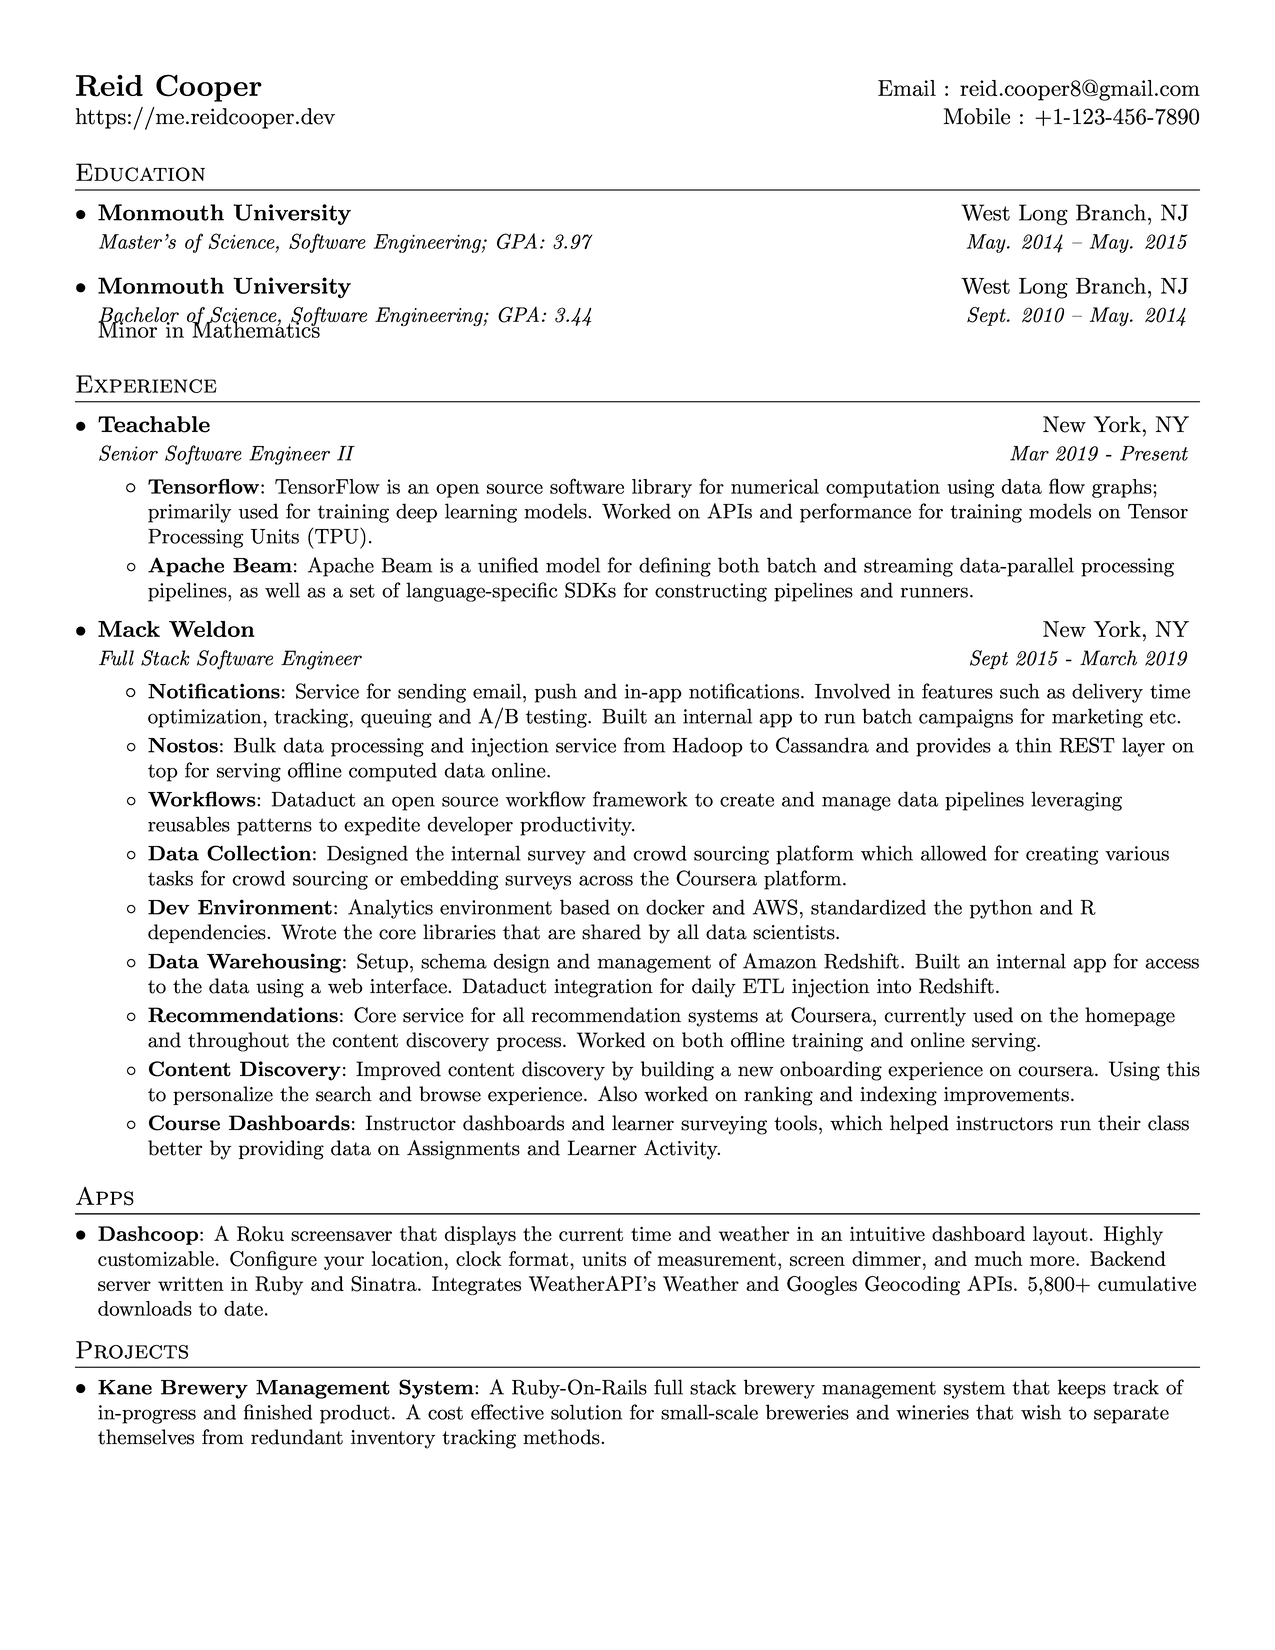 Reid Cooper Email : reid.cooper8@gmail.com
https://me.reidcooper.dev Mobile : +1-123-456-7890
Education
• Monmouth University West Long Branch, NJ
Master's of Science, Software Engineering; GPA: 3.97 May. 2014 – May. 2015
• Monmouth University West Long Branch, NJ
Bachelor of Science, Software Engineering; GPA: 3.44 Sept. 2010 – May. 2014
Minor in Mathematics
Experience
• Teachable New York, NY
Senior Software Engineer II Mar 2019 - Present
◦ Tensorflow: TensorFlow is an open source software library for numerical computation using data flow graphs;
primarily used for training deep learning models. Worked on APIs and performance for training models on Tensor
Processing Units (TPU).
◦ Apache Beam: Apache Beam is a unified model for defining both batch and streaming data-parallel processing
pipelines, as well as a set of language-specific SDKs for constructing pipelines and runners.
• Mack Weldon New York, NY
Full Stack Software Engineer Sept 2015 - March 2019
◦ Notifications: Service for sending email, push and in-app notifications. Involved in features such as delivery time
optimization, tracking, queuing and A/B testing. Built an internal app to run batch campaigns for marketing etc.
◦ Nostos: Bulk data processing and injection service from Hadoop to Cassandra and provides a thin REST layer on
top for serving offline computed data online.
◦ Workflows: Dataduct an open source workflow framework to create and manage data pipelines leveraging
reusables patterns to expedite developer productivity.
◦ Data Collection: Designed the internal survey and crowd sourcing platform which allowed for creating various
tasks for crowd sourcing or embedding surveys across the Coursera platform.
◦ Dev Environment: Analytics environment based on docker and AWS, standardized the python and R
dependencies. Wrote the core libraries that are shared by all data scientists.
◦ Data Warehousing: Setup, schema design and management of Amazon Redshift. Built an internal app for access
to the data using a web interface. Dataduct integration for daily ETL injection into Redshift.
◦ Recommendations: Core service for all recommendation systems at Coursera, currently used on the homepage
and throughout the content discovery process. Worked on both offline training and online serving.
◦ Content Discovery: Improved content discovery by building a new onboarding experience on coursera. Using this
to personalize the search and browse experience. Also worked on ranking and indexing improvements.
◦ Course Dashboards: Instructor dashboards and learner surveying tools, which helped instructors run their class
better by providing data on Assignments and Learner Activity.
Apps
• Dashcoop: A Roku screensaver that displays the current time and weather in an intuitive dashboard layout. Highly
customizable. Configure your location, clock format, units of measurement, screen dimmer, and much more. Backend
server written in Ruby and Sinatra. Integrates WeatherAPI's Weather and Googles Geocoding APIs. 5,800+ cumulative
downloads to date.
Projects
• Kane Brewery Management System: A Ruby-On-Rails full stack brewery management system that keeps track of
in-progress and finished product. A cost effective solution for small-scale breweries and wineries that wish to separate
themselves from redundant inventory tracking methods.